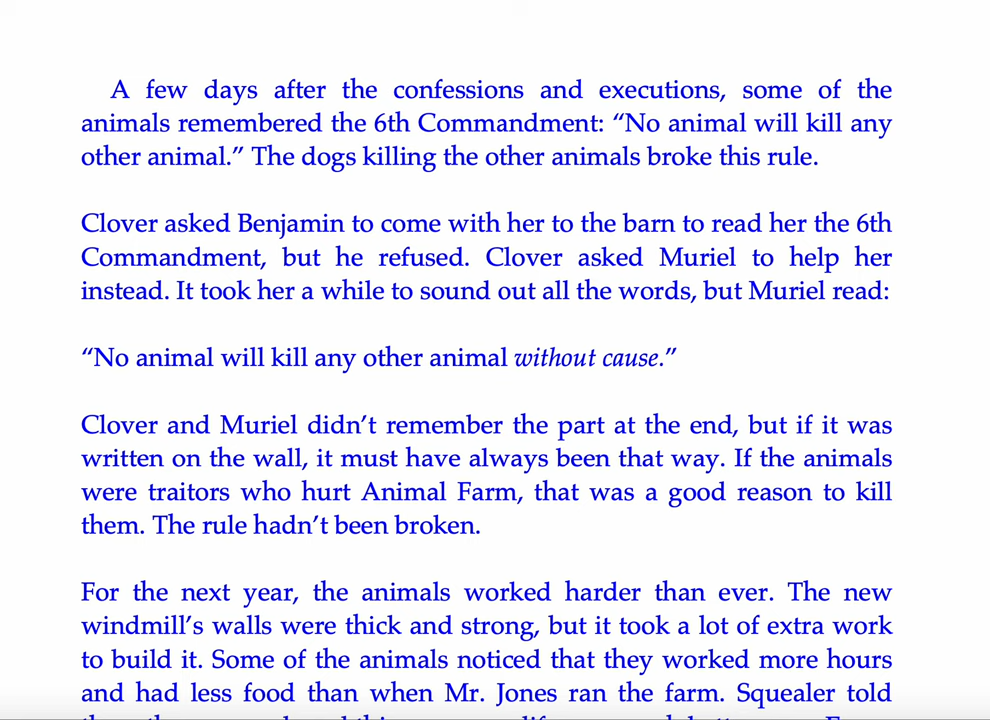 A few days after the confessions and executions, some of the
animals remembered the 6th Commandment: “No animal will kill any
other animal.” The dogs killing the other animals broke this rule.
Clover asked Benjamin to come with her to the barn to read her the 6th
Commandment, but he refused. Clover asked Muriel to help her
instead. It took her a while to sound out all the words, but Muriel read:
“No animal will kill any other animal without cause.”
Clover and Muriel didn’t remember the part at the end, but if it was
written on the wall, it must have always been that way. If the animals
were traitors who hurt Animal Farm, that was a good reason to kill
them. The rule hadn’t been broken.
For the next year, the animals worked harder than ever. The new
windmill’s walls were thick and strong, but it took a lot of extra work
to build it. Some of the animals noticed that they worked more hours
and had less food than when Mr. Jones ran the farm. Squealer told